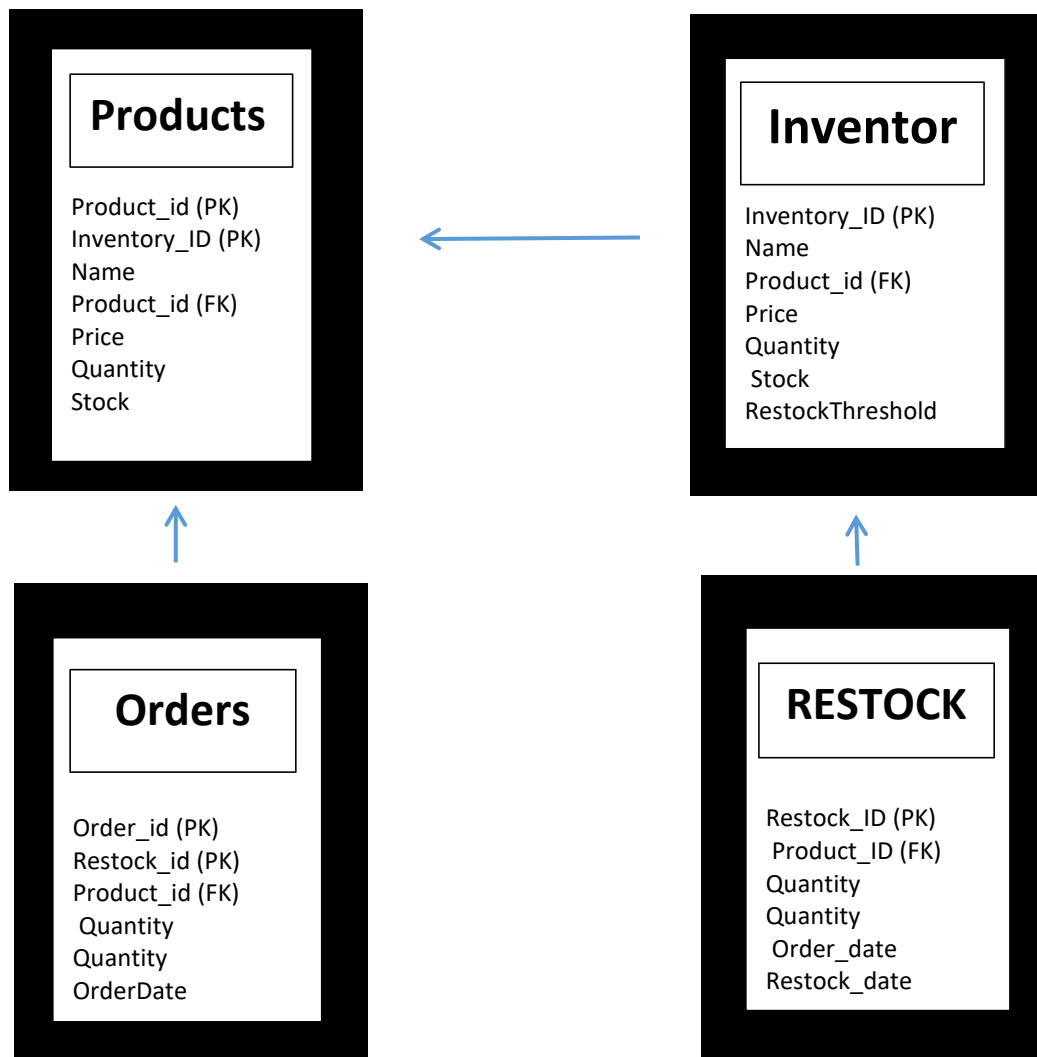 Products
Product_id (PK)
Inventory_ID (PK)
Name
Product_id (FK)
Price
Quantity
Stock
Inventor
Inventory_ID (PK)
Name
Product_id (FK)
Price
Quantity
Stock
RestockThreshold
Orders
Order_id (PK)
Restock_id (PK)
Product_id (FK)
Quantity
Quantity
OrderDate
RESTOCK
Restock_ID (PK)
Product_ID (FK)
Quantity
Quantity
Order_date
Restock_date